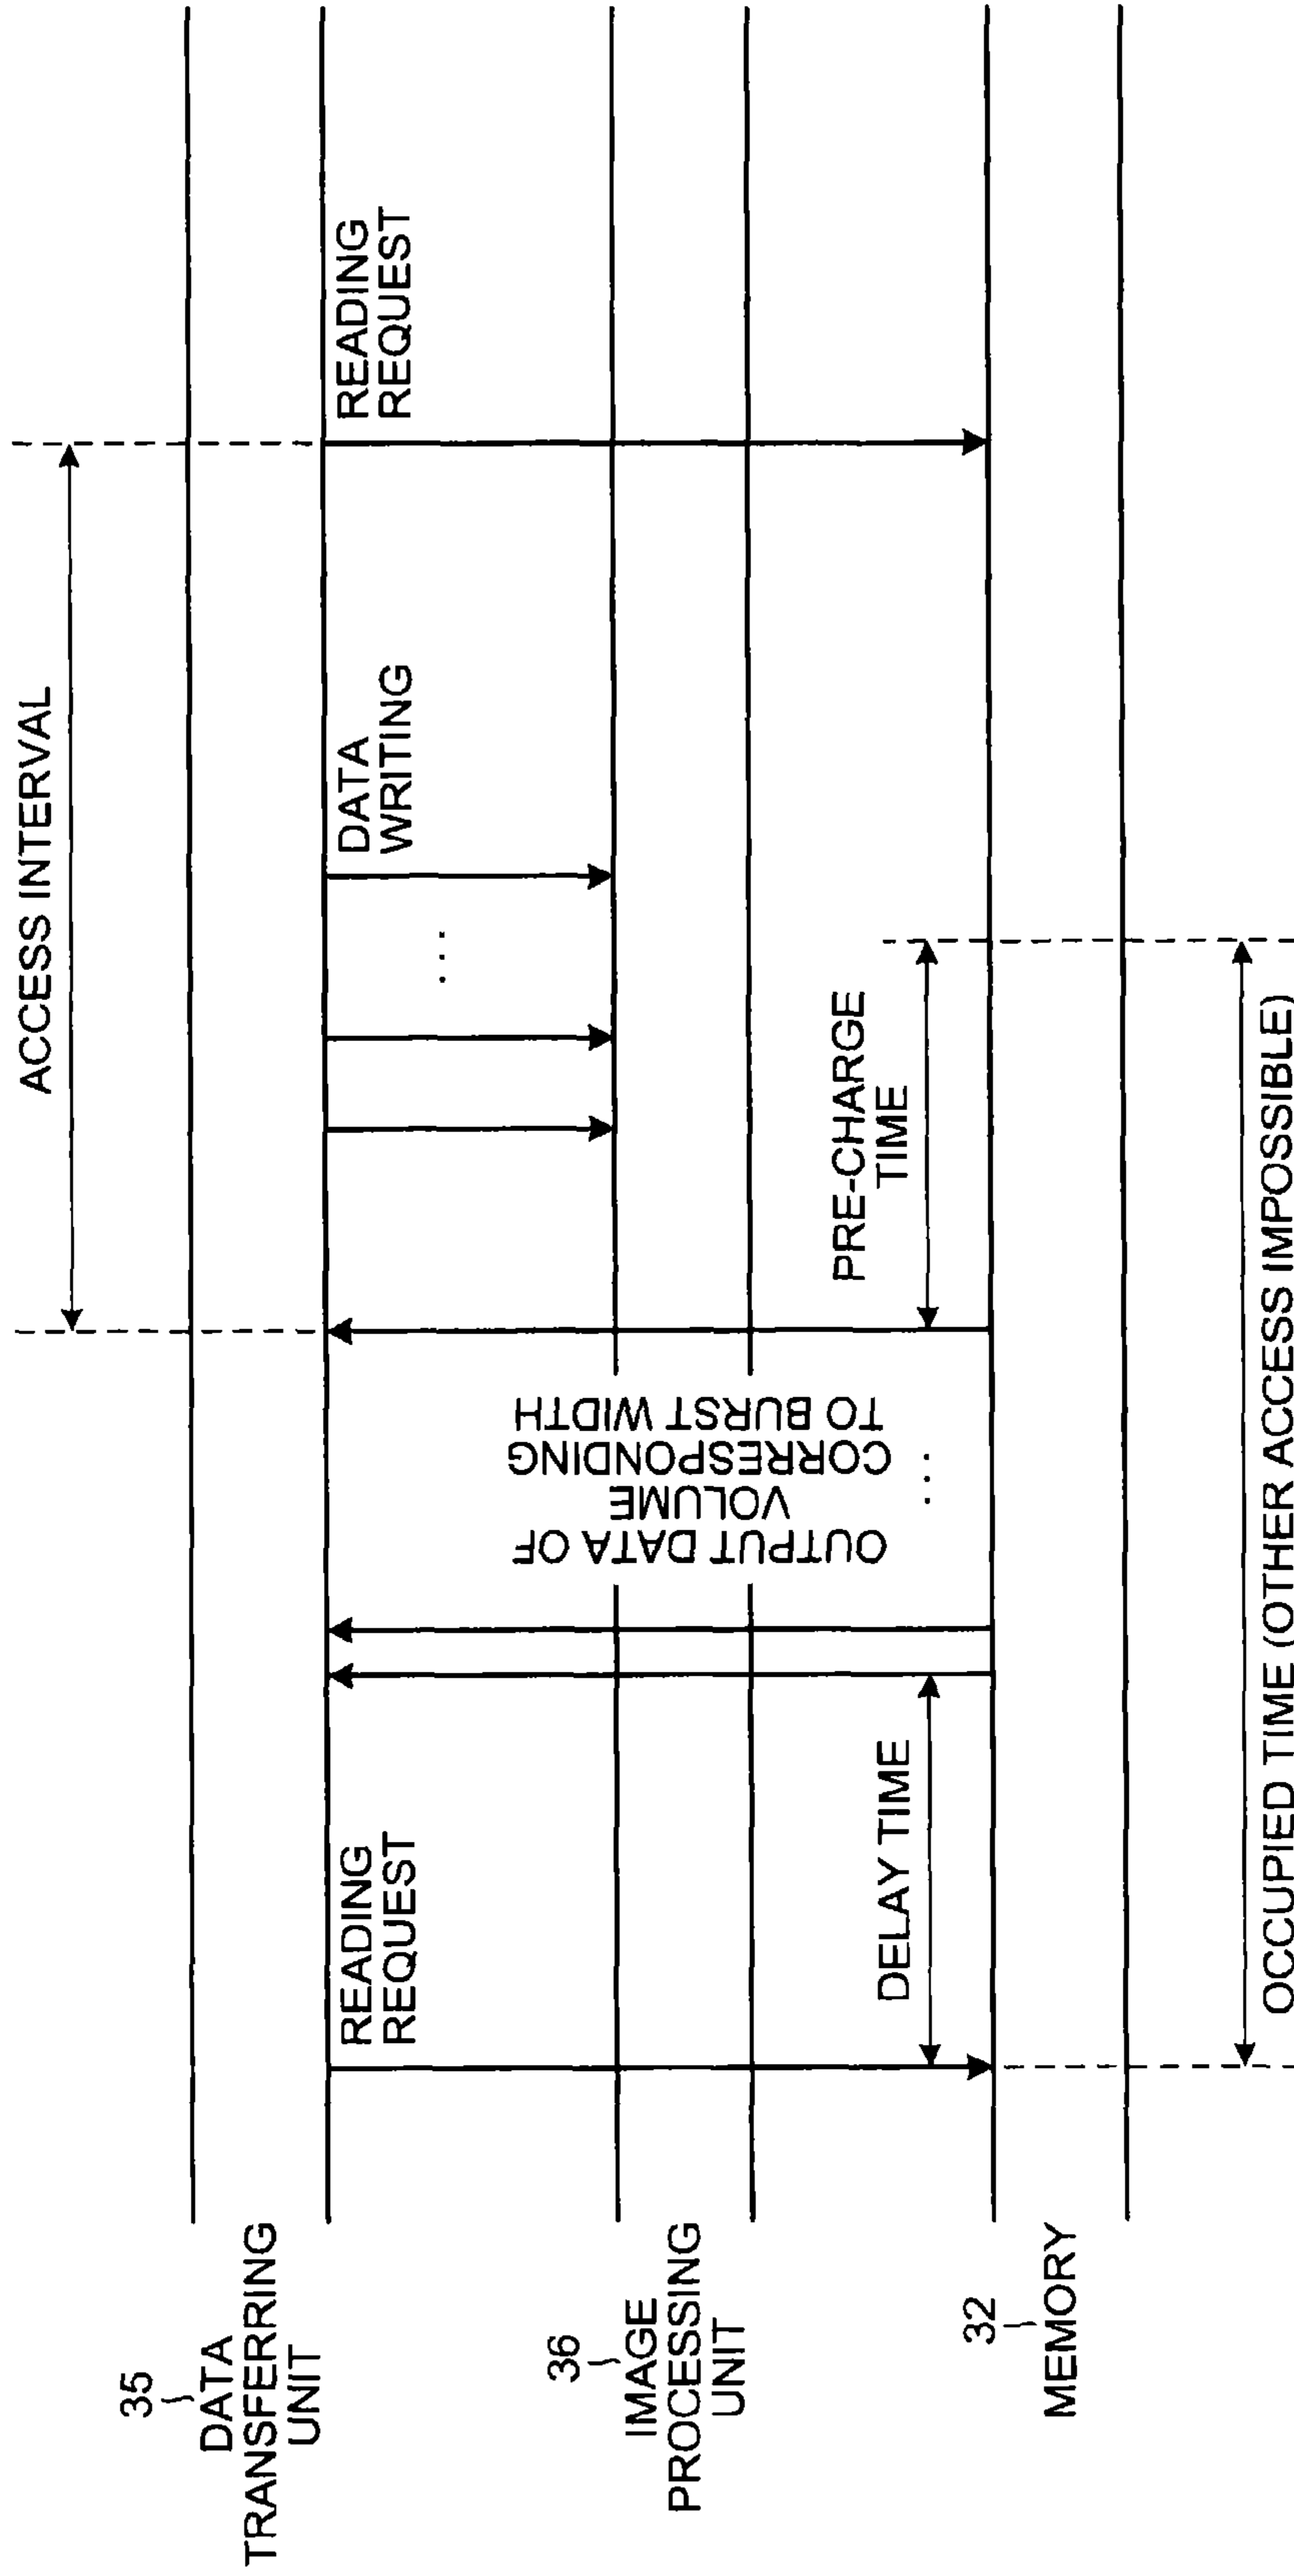 ACCESS INTERVAL
35
DATA
TRANSFERRING
UNIT
READING
REQUEST
DATA
WRITING
READING
REQUEST
36
IMAGE
PROCESSING
UNIT
OUTPUT DATA OF
VOLUME
CORRESPONDING
TO BURST WIDTH
...
...
DELAY TIME
PRE-CHARGE
TIME
32
MEMORY
OCCUPIED TIME (OTHER ACCESS IMPOSSIBLE)